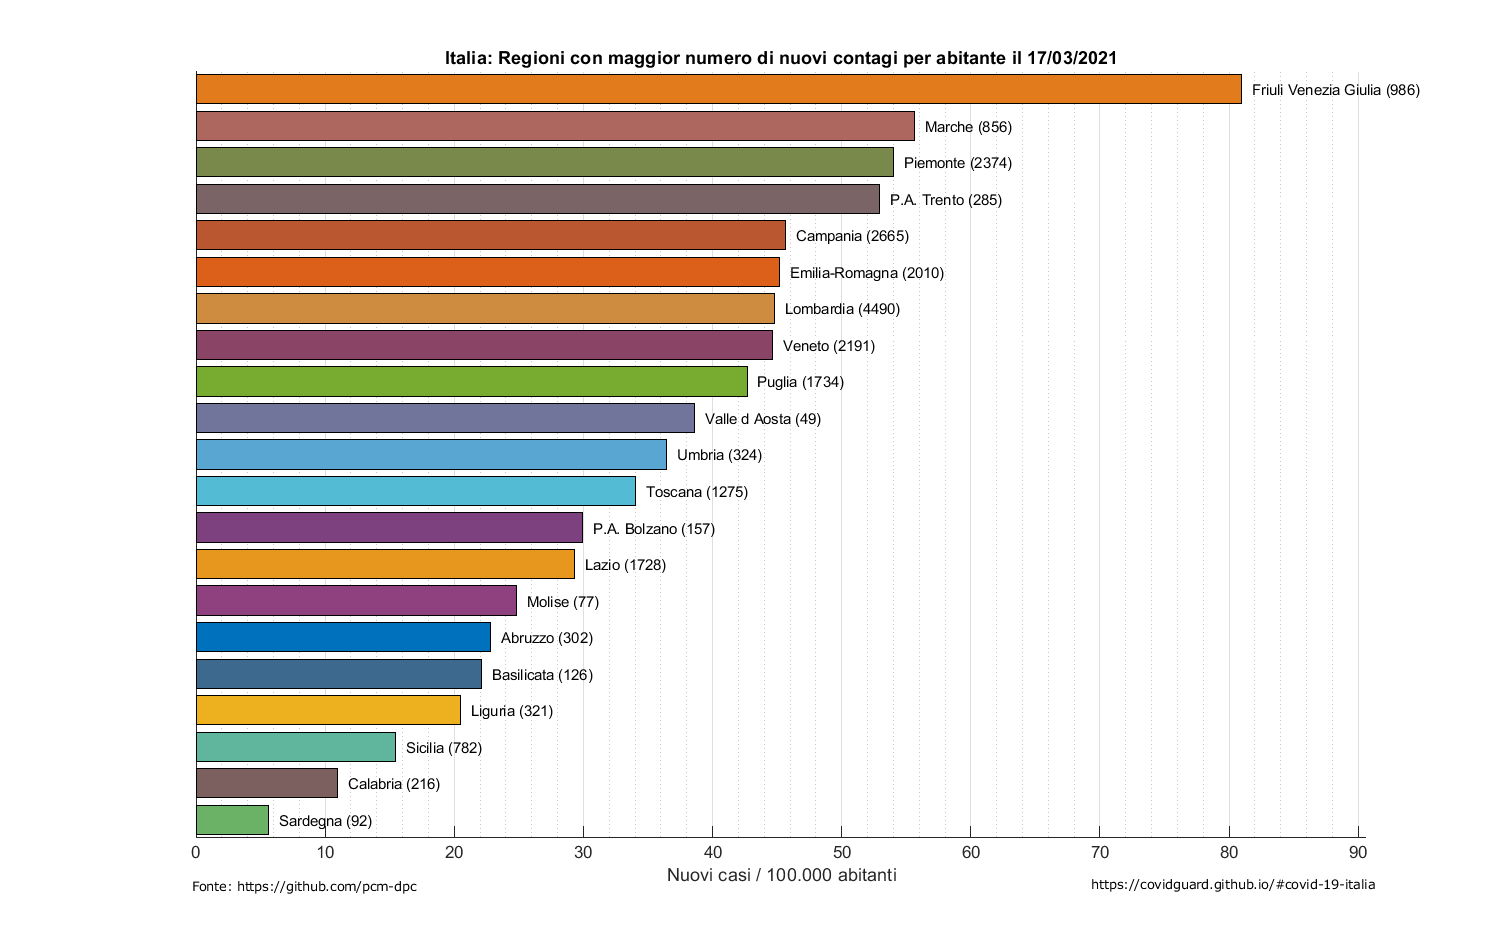 Italia: Regioni con maggior numero di nuovi contagi per abitante il 17/03/2021
Friuli Venezia Giulia (986)
Marche (856)
Piemonte (2374)
P.A. Trento (285)
Campania (2665)
Emilia-Romagna (2010)
Lombardia (4490)
Veneto (2191)
Puglia (1734)
Valle d Aosta (49)
Umbria (324)
Toscana (1275)
P.A. Bolzano (157)
Lazio (1728)
Molise (77)
Abruzzo (302)
Basilicata (126)
Liguria (321)
Sicilia (782)
Calabria (216)
Sardegna (92)
0 10 20 30 40 50 60 70 80 90
Nuovi casi / 100.000 abitanti
Fonte: https://github.com/pcm-dpc
https://covidguard.github.io/#covid-19-italia